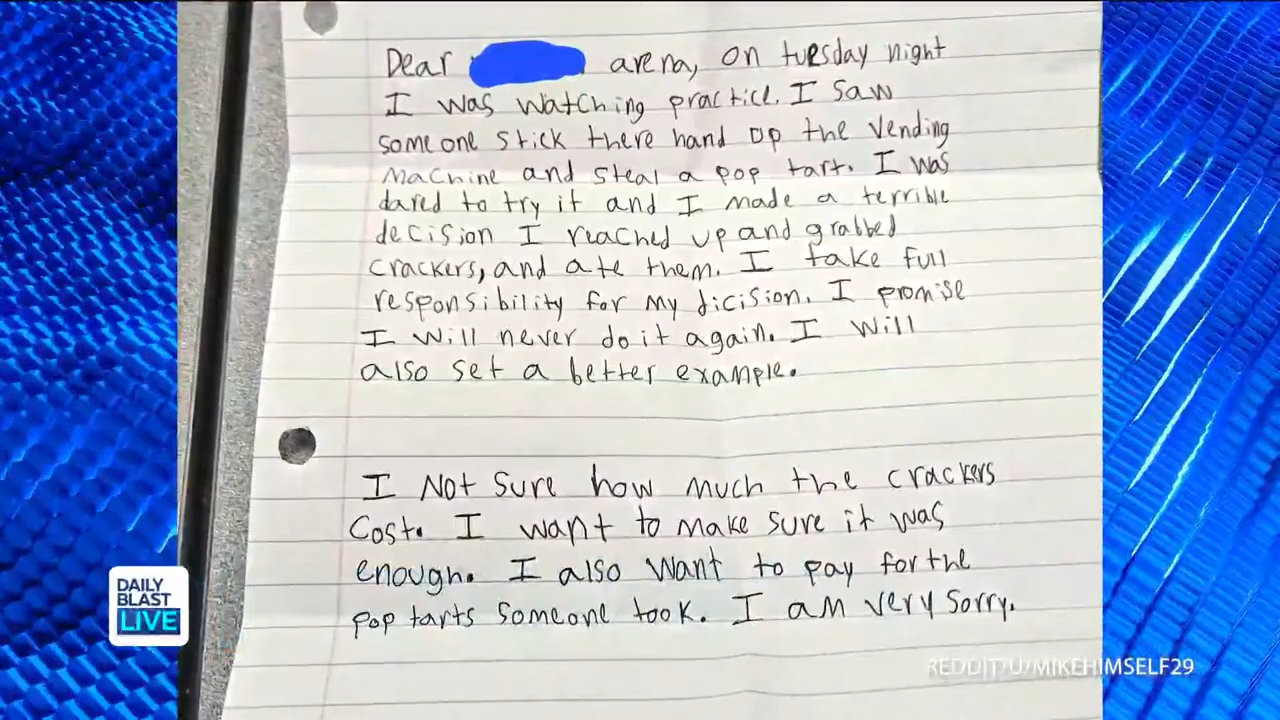 Dear arena, on tuesday night
I was watching practice. I saw
someone stick there hand up the vending
machine and steal a pop tart. I was
dared to try it and I made a terrible
decision I reached up and grabbed
crackers, and ate them. I take full
responsibility for my dicision. I promise
I will never do it again. I will
also set a better example.
I Not sure how much the crackers
cost. I want to make sure it was
enough. I also want to pay for the
pop tarts someone took. I am very sorry.
DAILY
BLAST
LIVE
REDDIT/U/MIKEHIMSELF29